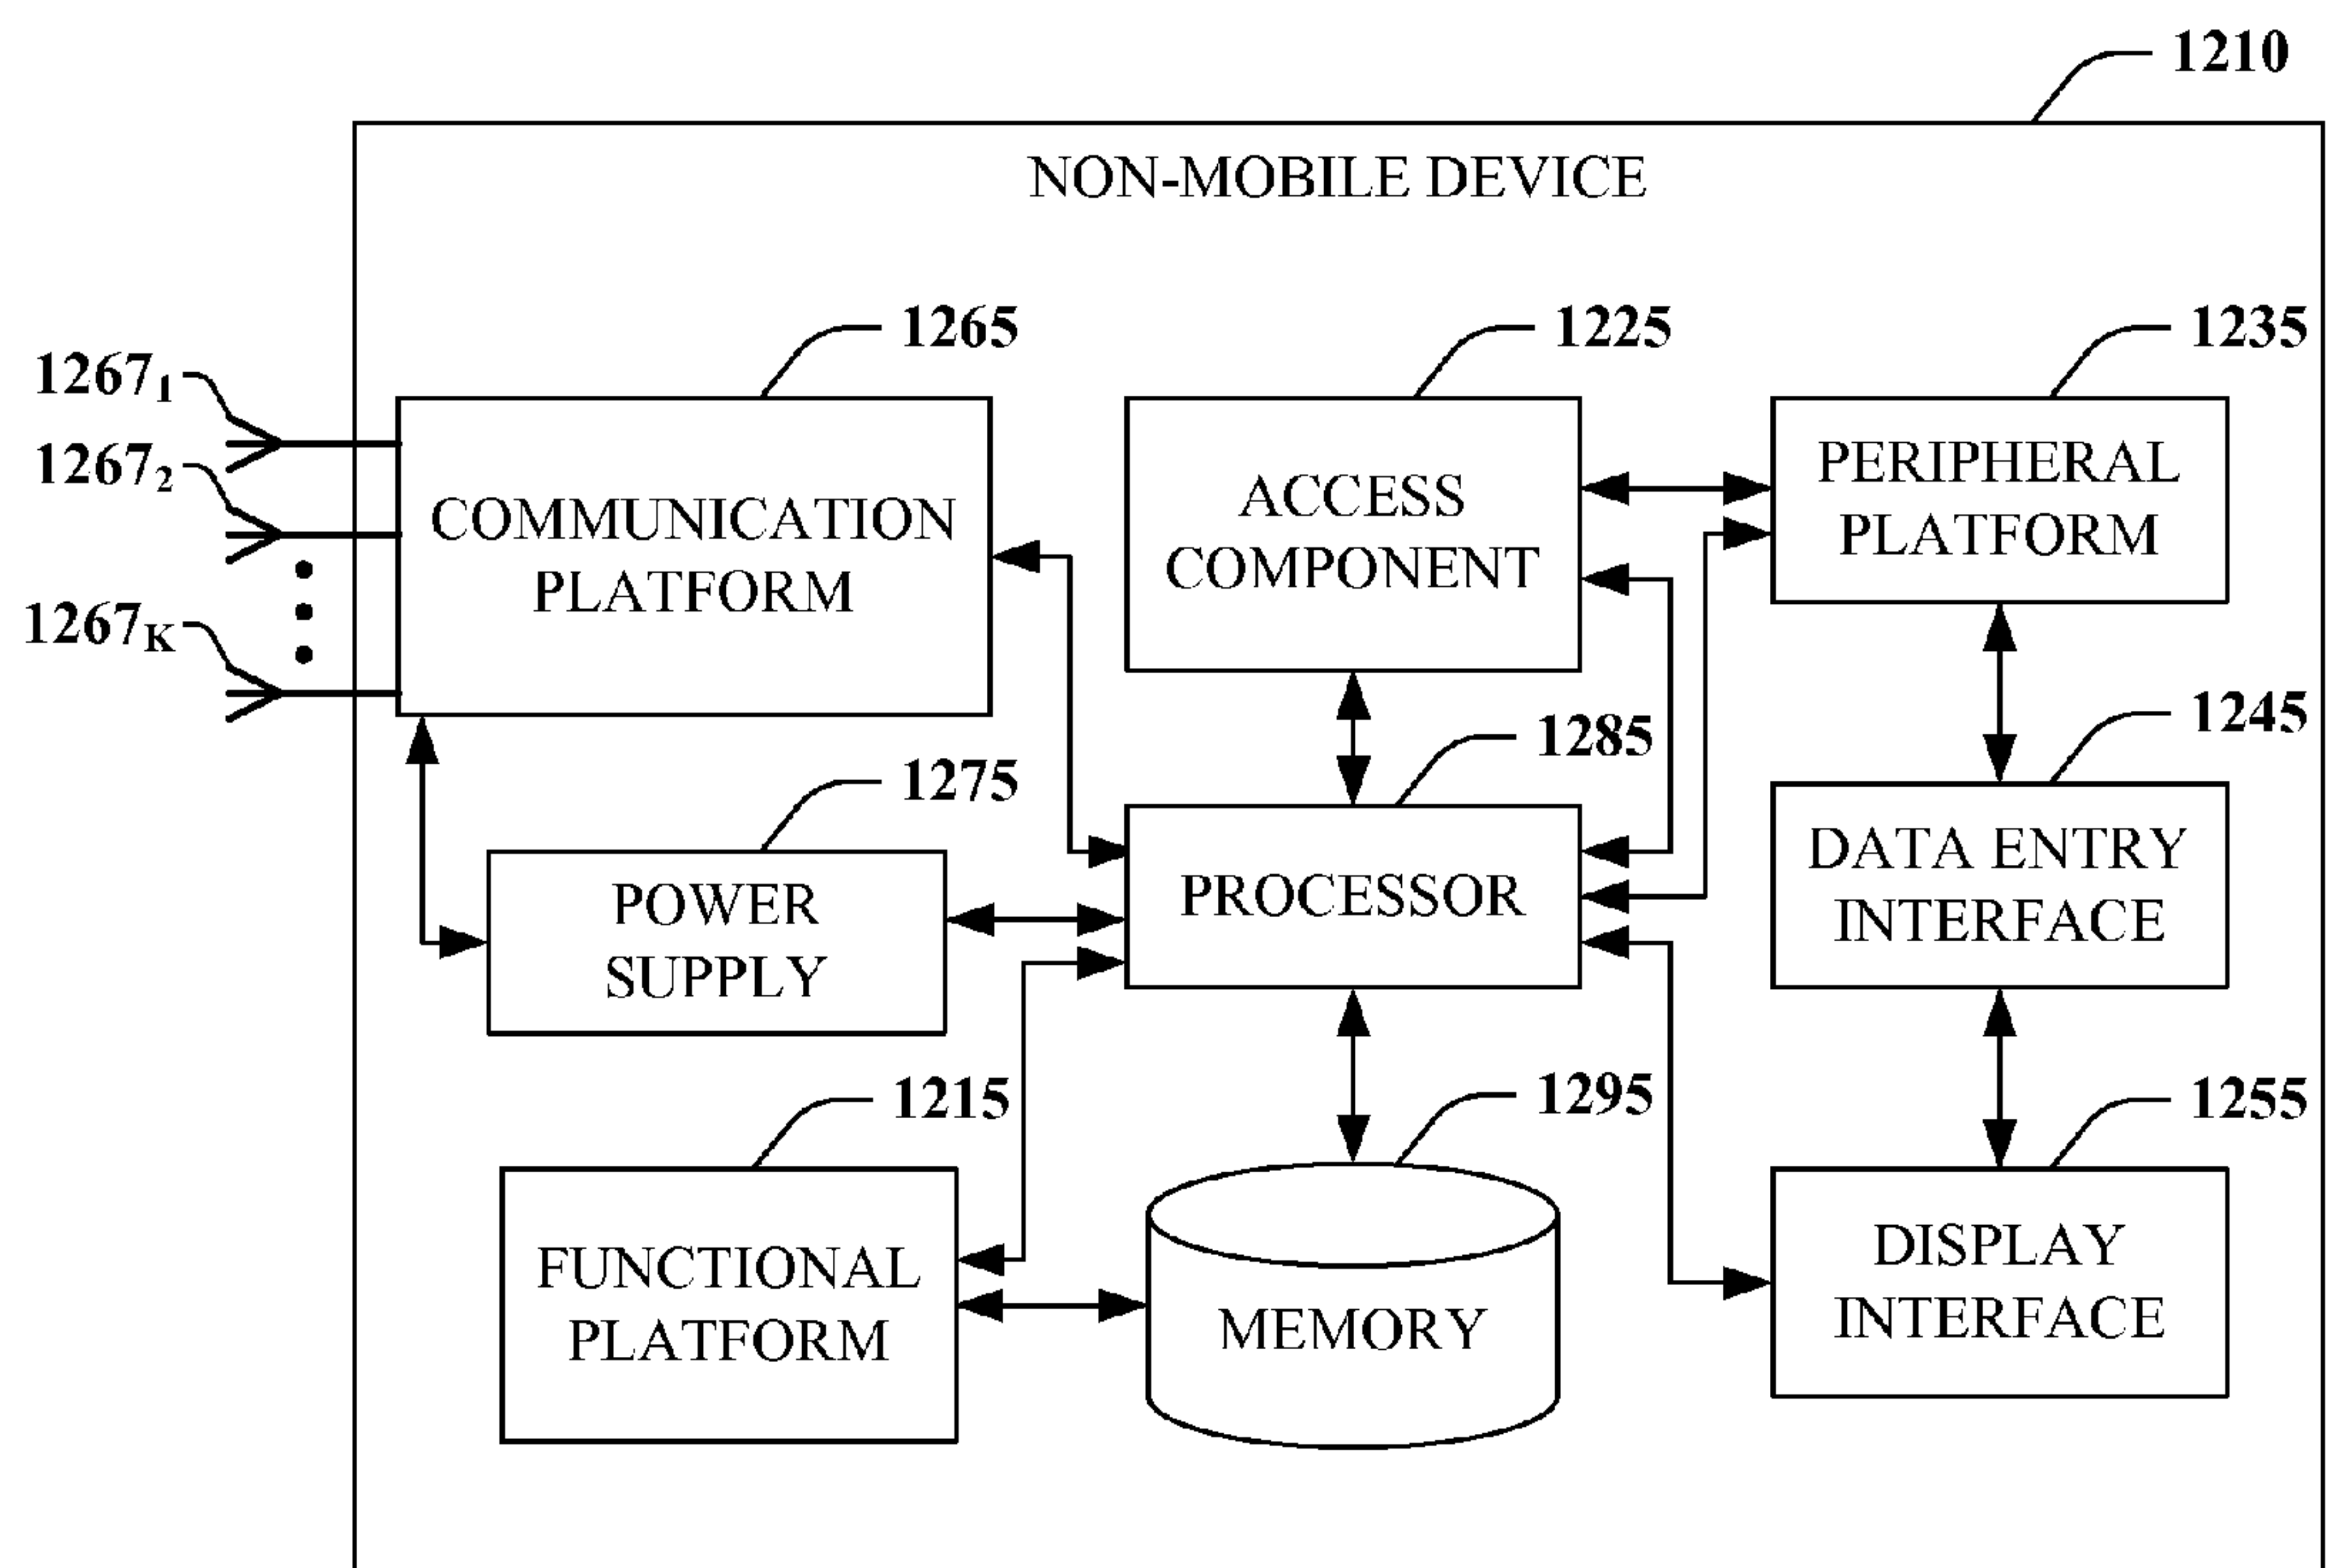 1210
NON-MOBILE DEVICE
1265
1225
1235
1267₁
1267₂
1267K
COMMUNICATION
PLATFORM
ACCESS
COMPONENT
PERIPHERAL
PLATFORM
1275
1285
1245
POWER
SUPPLY
PROCESSOR
DATA ENTRY
INTERFACE
1215
1295
1255
FUNCTIONAL
PLATFORM
MEMORY
DISPLAY
INTERFACE